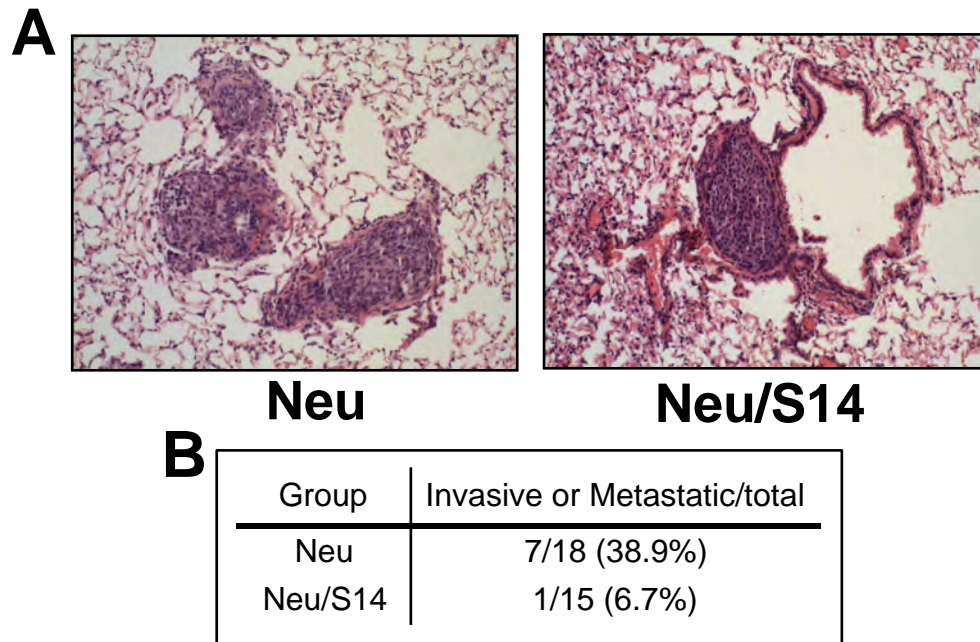 A
Neu Neu/S14
B
Group Invasive or Metastatic/total
Neu 7/18 (38.9%)
Neu/S14 1/15 (6.7%)